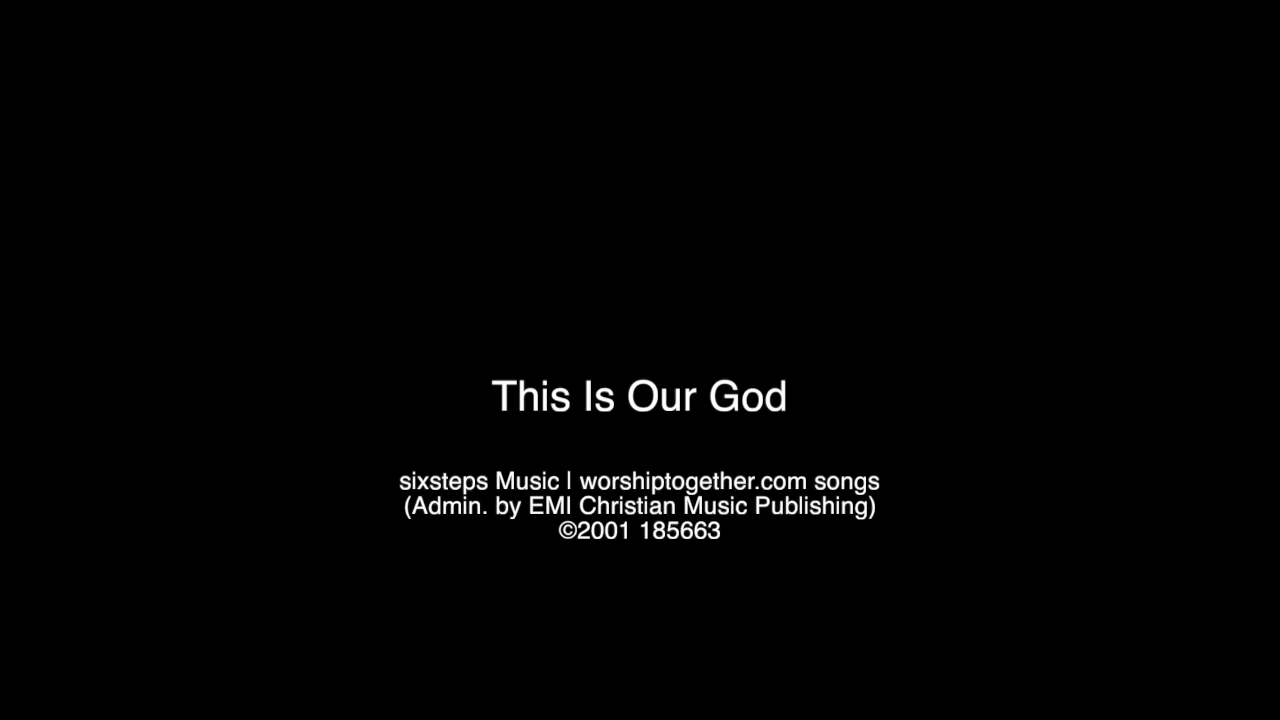 This Is Our God
sixsteps Music | worshiptogether.com songs
(Admin. by EMI Christian Music Publishing)
©2001 185663